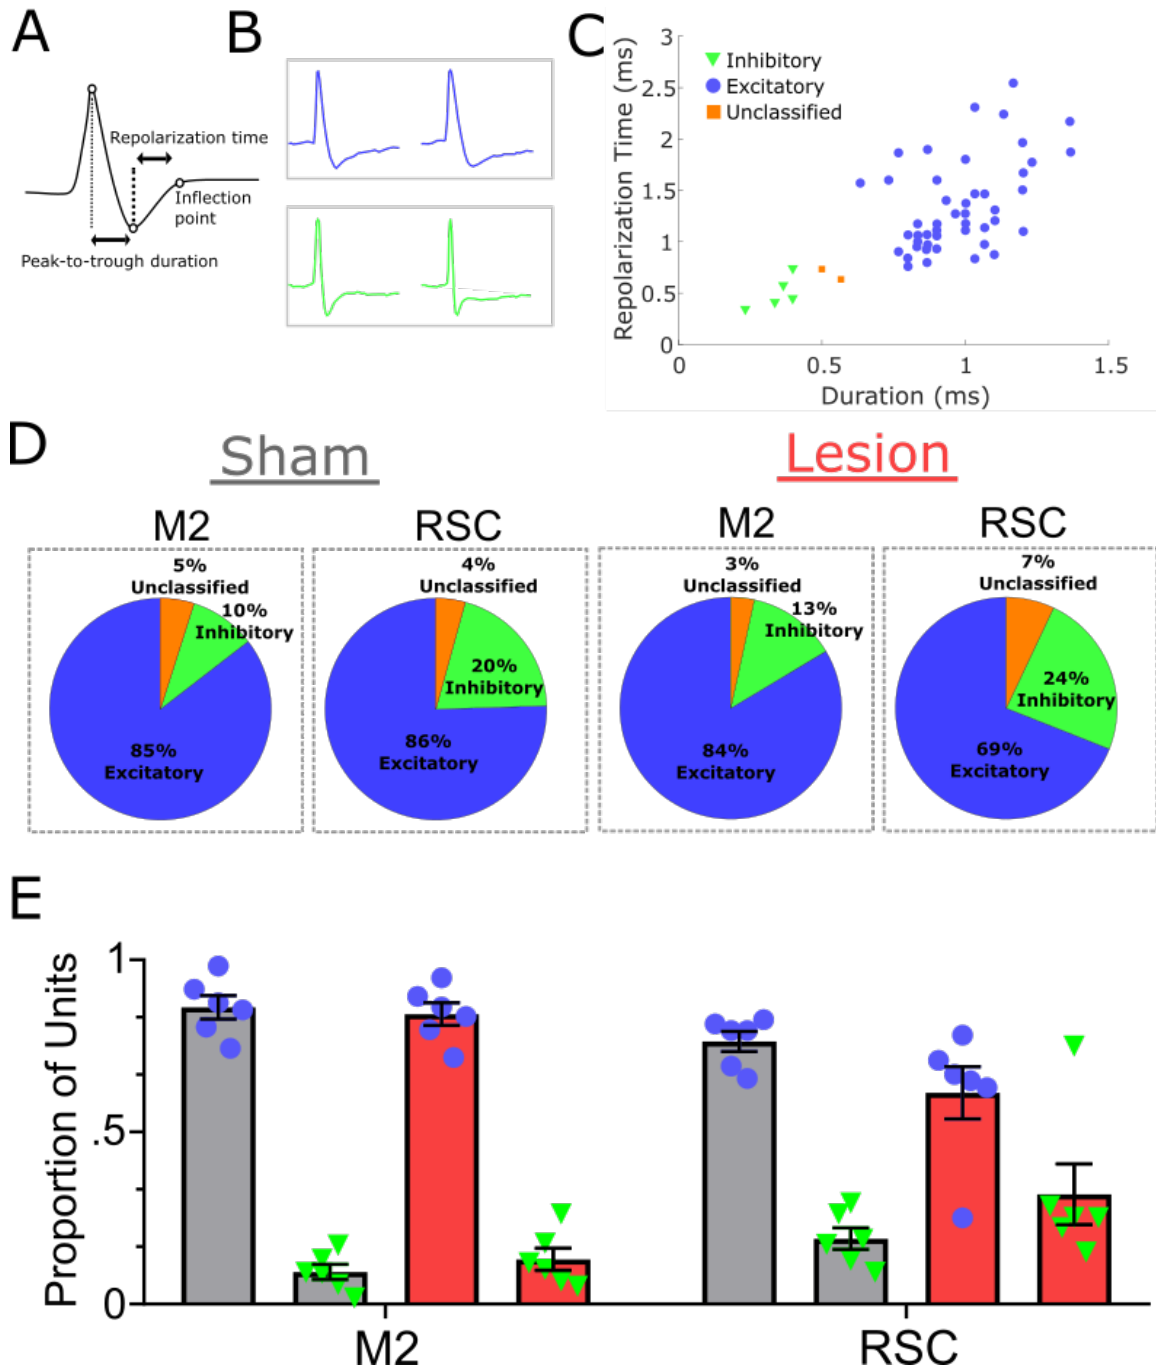 A
Repolarization time
Inflection
point
Peak-to-trough duration
B
C
Repolarization Time (ms)
3
2.5
2
1.5
1
0.5
0
Inhibitory
Excitatory
Unclassified
0
0.5
1
1.5
Duration (ms)
D
Sham
Lesion
M2
RSC
M2
RSC
5%
Unclassified
10%
Inhibitory
85%
Excitatory
4%
Unclassified
20%
Inhibitory
86%
Excitatory
3%
Unclassified
13%
Inhibitory
84%
Excitatory
7%
Unclassified
24%
Inhibitory
69%
Excitatory
E
Proportion of Units
1
.5
0
M2
RSC